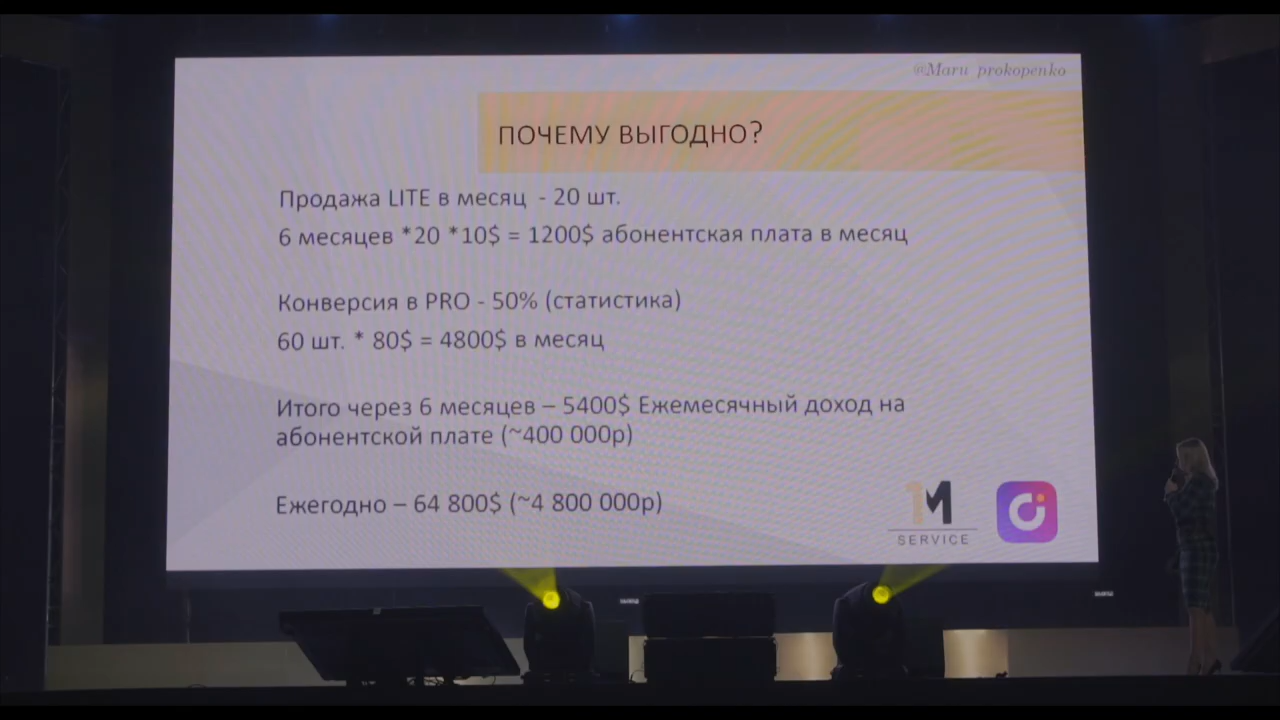 @Maru prokopenko
ПОЧЕМУ ВЫГОДНО?
Продажа LITE в месяц - 20 шт.
6 месяцев *20 *10$ = 1200$ абонентская плата в месяц
Конверсия в PRO - 50% (статистика)
60 шт. * 80$ = 4800$ в месяц
Итого через 6 месяцев – 5400$ Ежемесячный доход на
абонентской плате (~400 000р)
Ежегодно – 64 800$ (~4 800 000р)
1M
SERVICE